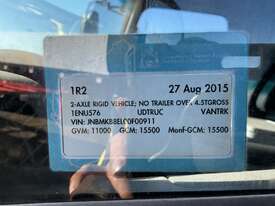 1R2 27 Aug 2015
2-AXLE RIGID VEHICLE; NO TRAILER OVER 4.5TGROSS
1ENU576 UDTRUC VANTRK
VIN: JNBMKB8EL00F00911
GVM: 11000 GCM: 15500 Monf-GCM: 15500